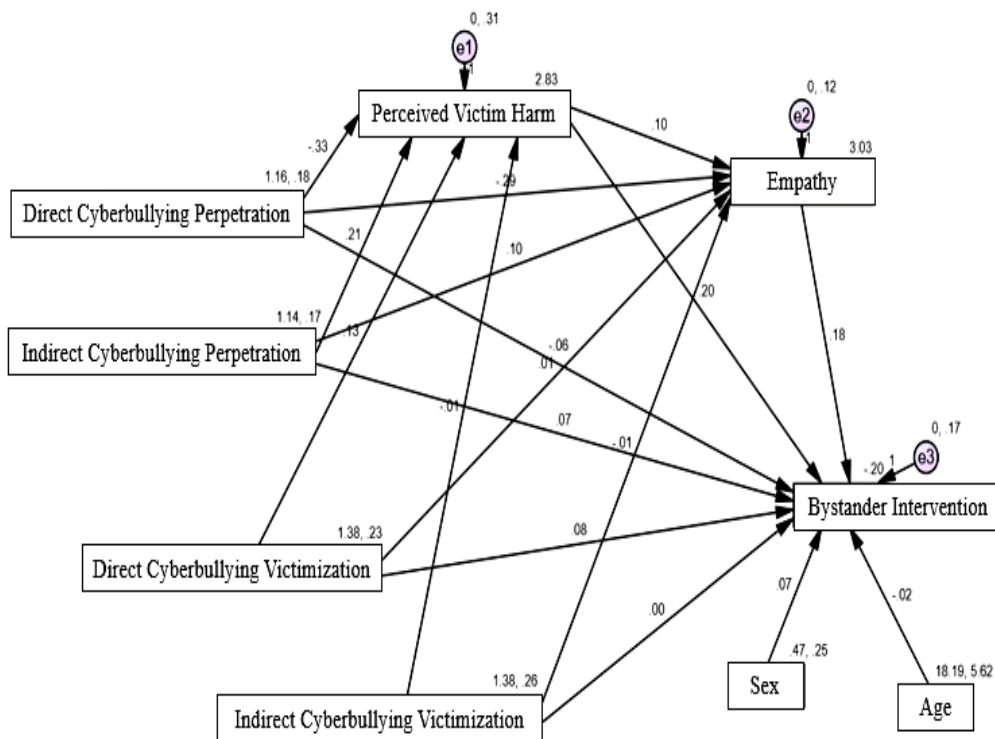 0, .31
e1
1
2.83
Perceived Victim Harm
0, .12
e2
1
3.03
Empathy
.10
-.33
1.16, .18
Direct Cyberbullying Perpetration
-.29
.21
.10
.20
1.14, .17
Indirect Cyberbullying Perpetration
.13
-.06
.01
.18
-.01
.07
-.01
0, .17
e3
1
-.20
Bystander Intervention
1.38, .23
Direct Cyberbullying Victimization
.08
.07
-.02
.00
.47, .25
Sex
18.19, 5.62
Age
1.38, .26
Indirect Cyberbullying Victimization